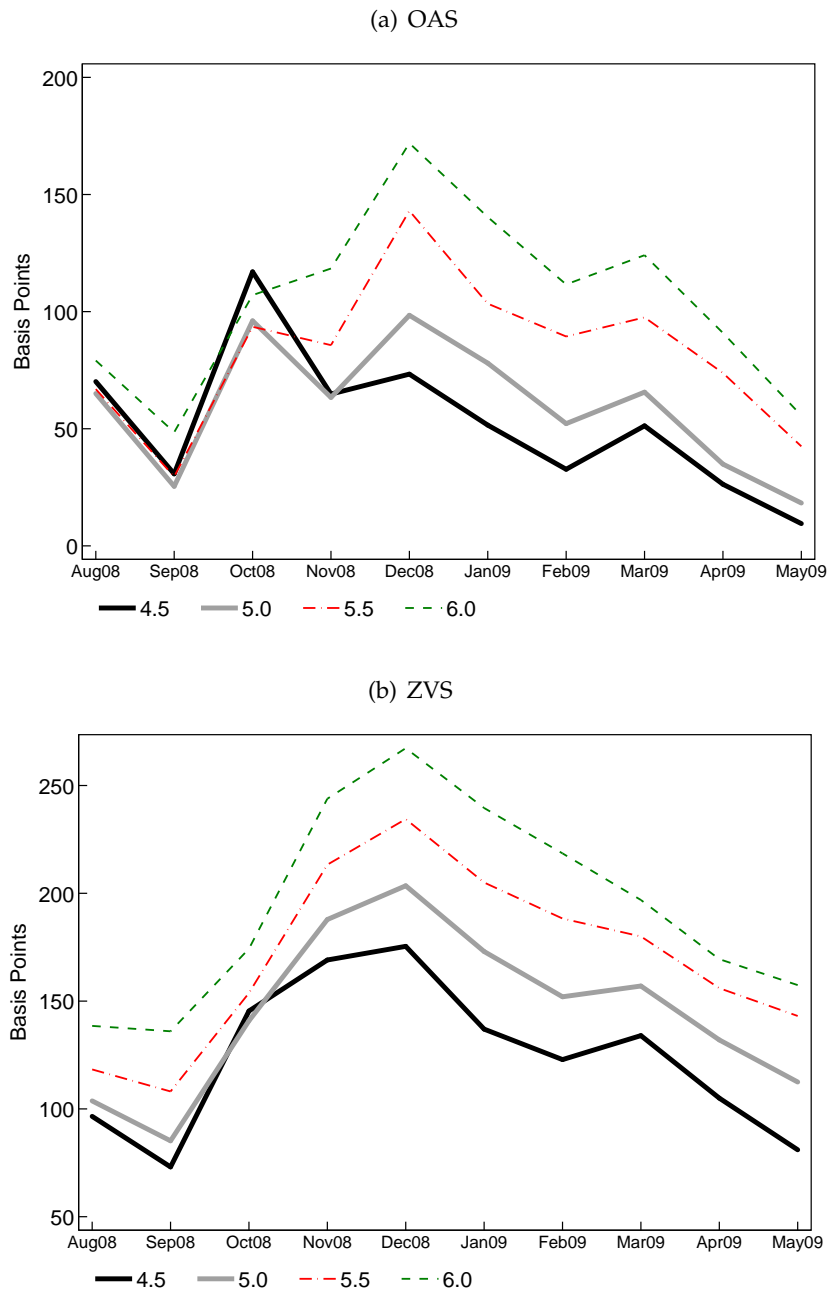 (a) OAS
200
150
100
50
0
Basis Points
Aug08 Sep08 Oct08 Nov08 Dec08 Jan09 Feb09 Mar09 Apr09 May09
4.5 5.0 5.5 6.0
(b) ZVS
250
200
150
100
50
Basis Points
Aug08 Sep08 Oct08 Nov08 Dec08 Jan09 Feb09 Mar09 Apr09 May09
4.5 5.0 5.5 6.0